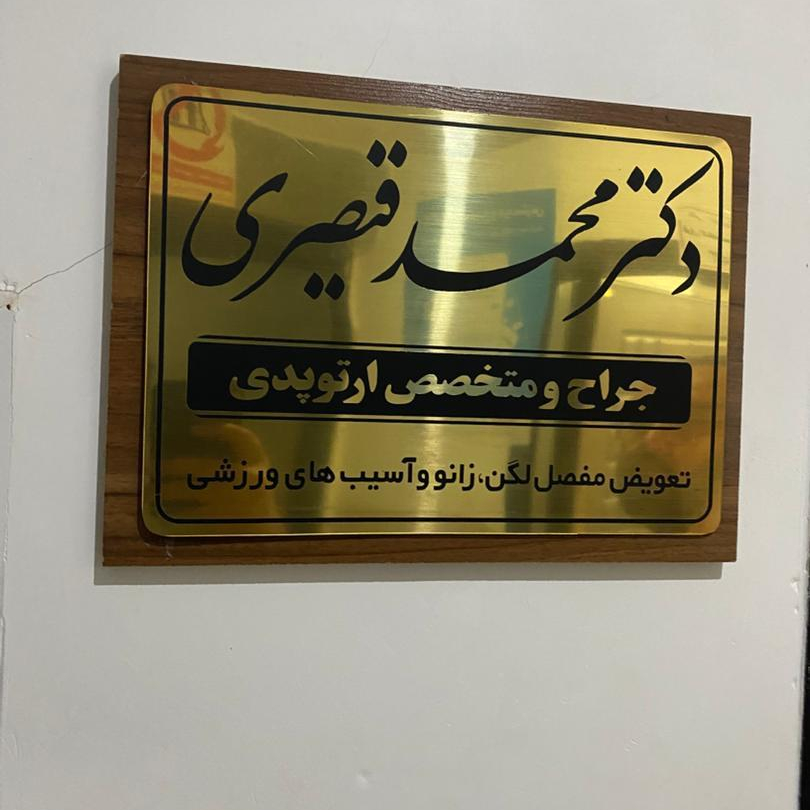 دکتر محمد قیصری
جراح و متخصص ارتوپدی
تعویض مفصل لگن، زانو و آسیب های ورزشی